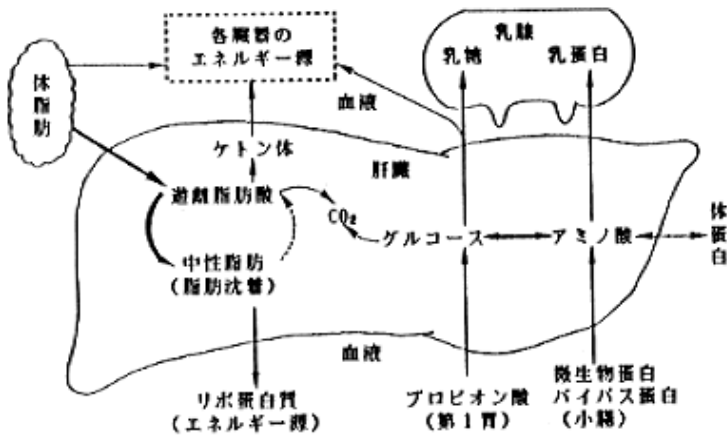 各臓器の
エネルギー源
乳腺
乳糖
乳蛋白
体
脂
肪
血液
ケトン体
肝臓
遊離脂肪酸
CO₂
グルコース
アミノ酸
体
蛋
白
中性脂肪
(脂肪沈着)
血液
リポ蛋白質
(エネルギー源)
プロピオン酸
(第1胃)
微生物蛋白
バイパス蛋白
(小腸)